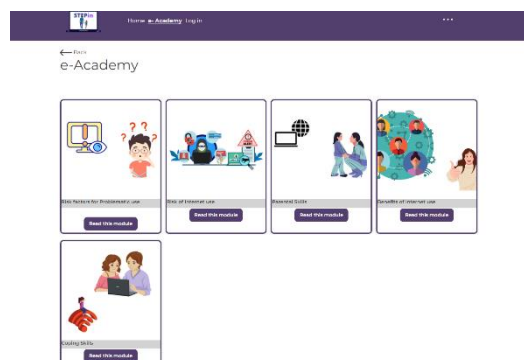 STEPin
Home e-Academy Login
Back
e-Academy
Risk factors for Problematic use
Read this module
Risk of Internet use
Read this module
Parental Skills
Read this module
Benefits of Internet use
Read this module
Coping Skills
Read this module